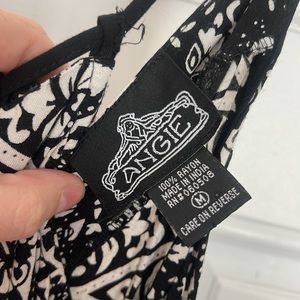 ANGIE
100% RAYON
MADE IN INDIA
RN# 060508
M
CARE ON REVERSE